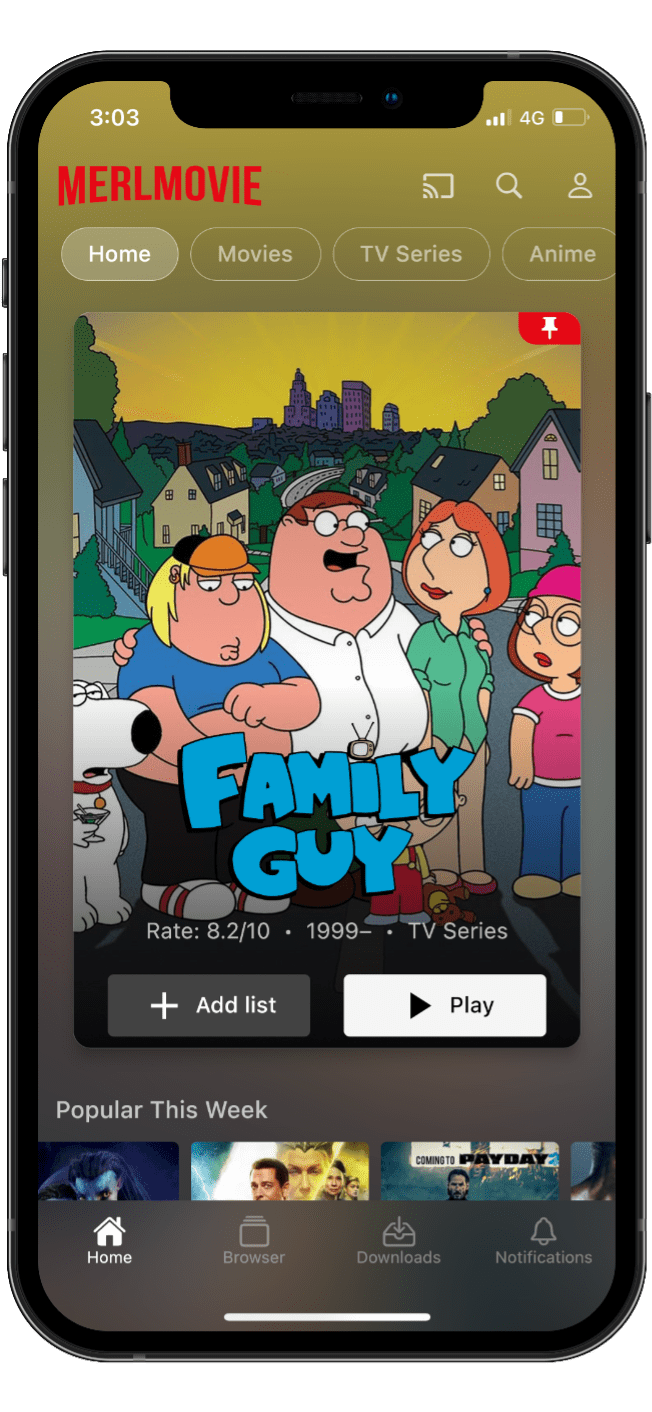 3:03
4G
MERLMOVIE
Home
Movies
TV Series
Anime
FAMILY
GUY
Rate: 8.2/10 • 1999– • TV Series
+ Add list
Play
Popular This Week
COMING TO PAYDAY 2
Home
Browser
Downloads
Notifications